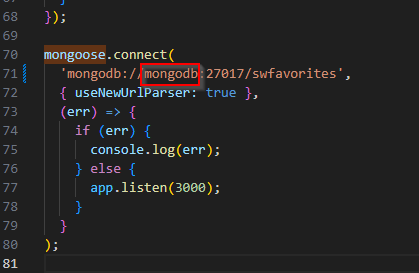 68 });
69
70 mongoose.connect(
71 'mongodb://mongodb:27017/swfavorites',
72 { useNewUrlParser: true },
73 (err) => {
74 if (err) {
75 console.log(err);
76 } else {
77 app.listen(3000);
78 }
79 }
80 );
81